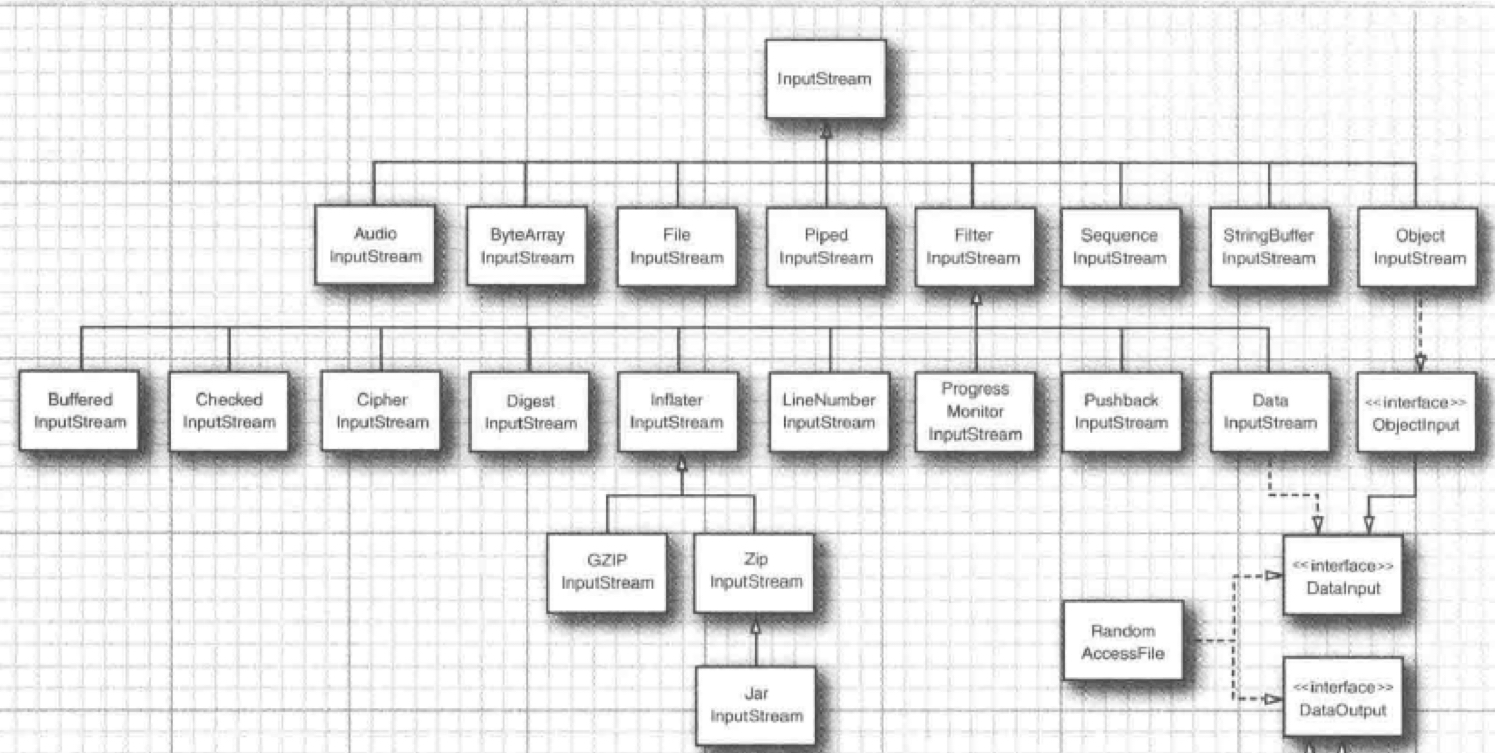 InputStream
Audio
InputStream
ByteArray
InputStream
File
InputStream
Piped
InputStream
Filter
InputStream
Sequence
InputStream
StringBuffer
InputStream
Object
InputStream
Buffered
InputStream
Checked
InputStream
Cipher
InputStream
Digest
InputStream
Inflater
InputStream
LineNumber
InputStream
Progress
Monitor
InputStream
Pushback
InputStream
Data
InputStream
<<interface>>
ObjectInput
GZIP
InputStream
Zip
InputStream
<<interface>>
DataInput
Random
AccessFile
Jar
InputStream
<<interface>>
DataOutput